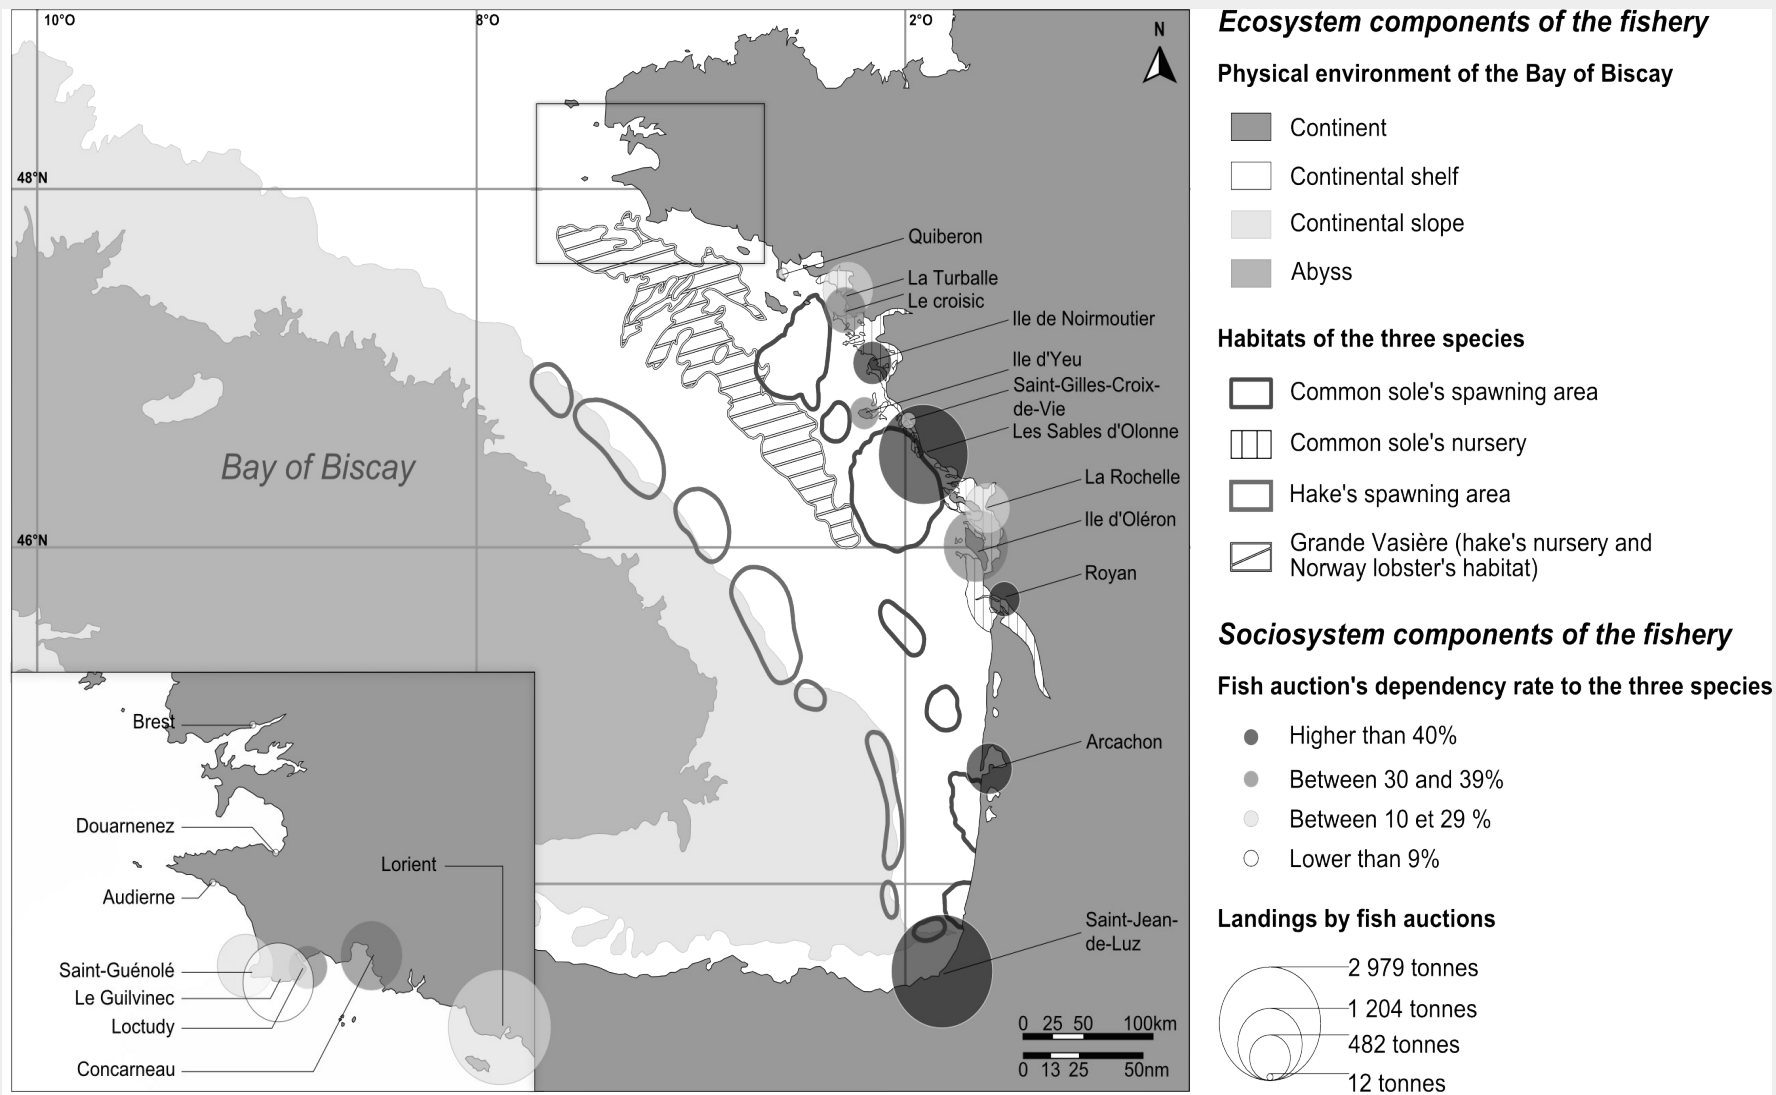 10°O
8°O
2°O
N
48°N
46°N
Bay of Biscay
Quiberon
La Turballe
Le croisic
Ile de Noirmoutier
Ile d'Yeu
Saint-Gilles-Croix-
de-Vie
Les Sables d'Olonne
La Rochelle
Ile d'Oléron
Royan
Arcachon
Saint-Jean-
de-Luz
Brest
Douarnenez
Lorient
Audierne
Saint-Guénolé
Le Guilvinec
Loctudy
Concarneau
0 25 50 100km
0 13 25 50nm
Ecosystem components of the fishery
Physical environment of the Bay of Biscay
Continent
Continental shelf
Continental slope
Abyss
Habitats of the three species
Common sole's spawning area
Common sole's nursery
Hake's spawning area
Grande Vasière (hake's nursery and
Norway lobster's habitat)
Sociosystem components of the fishery
Fish auction's dependency rate to the three species
Higher than 40%
Between 30 and 39%
Between 10 et 29 %
Lower than 9%
Landings by fish auctions
2 979 tonnes
1 204 tonnes
482 tonnes
12 tonnes